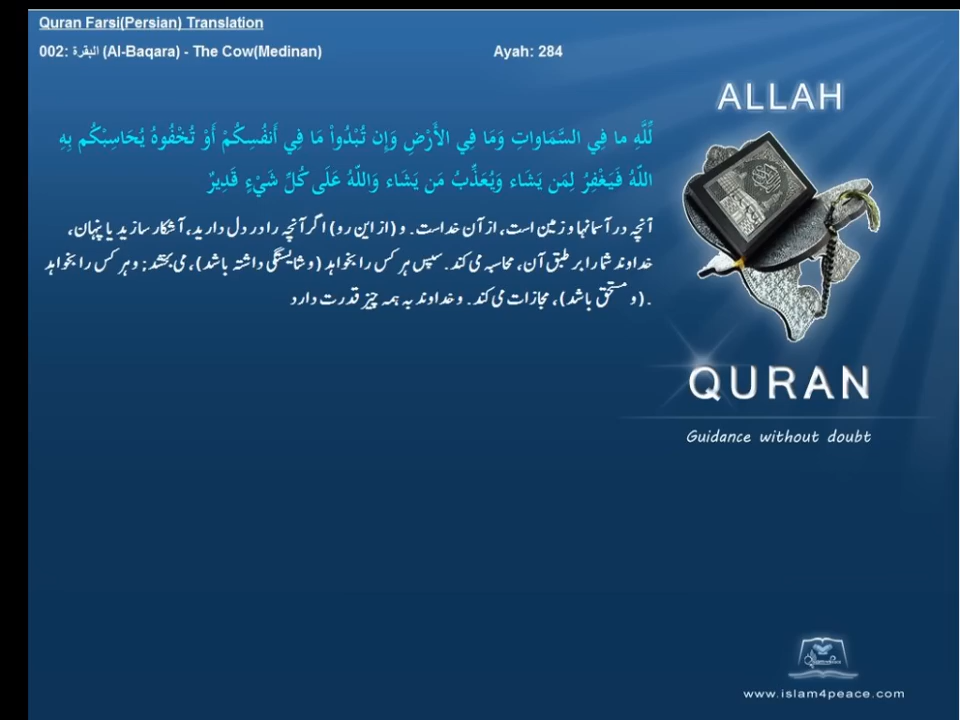 Quran Farsi(Persian) Translation
002: البقرة (Al-Baqara) - The Cow(Medinan) Ayah: 284
ALLAH
لِّلَّهِ ما فِي السَّمَاواتِ وَمَا فِي الأَرْضِ وَإِن تُبْدُواْ مَا فِي أَنفُسِكُمْ أَوْ تُخْفُوهُ يُحَاسِبْكُم بِهِ
اللّهُ فَيَغْفِرُ لِمَن يَشَاء وَيُعَذِّبُ مَن يَشَاء وَاللّهُ عَلَى كُلِّ شَيْءٍ قَدِيرٌ
آنچه در آسمانها و زمین است، از آن خداست. و (از این رو) اگر آنچه را در دل دارید، آشکار سازید یا پنهان،
خداوند شما را بر طبق آن، محاسبه می کند. سپس هر کس را بخواهد (و شایستگی داشته باشد)، می بخشد; و هر کس را بخواهد
(و مستحق باشد)، مجازات می کند. و خداوند به همه چیز قدرت دارد.
QURAN
Guidance without doubt
www.islam4peace.com